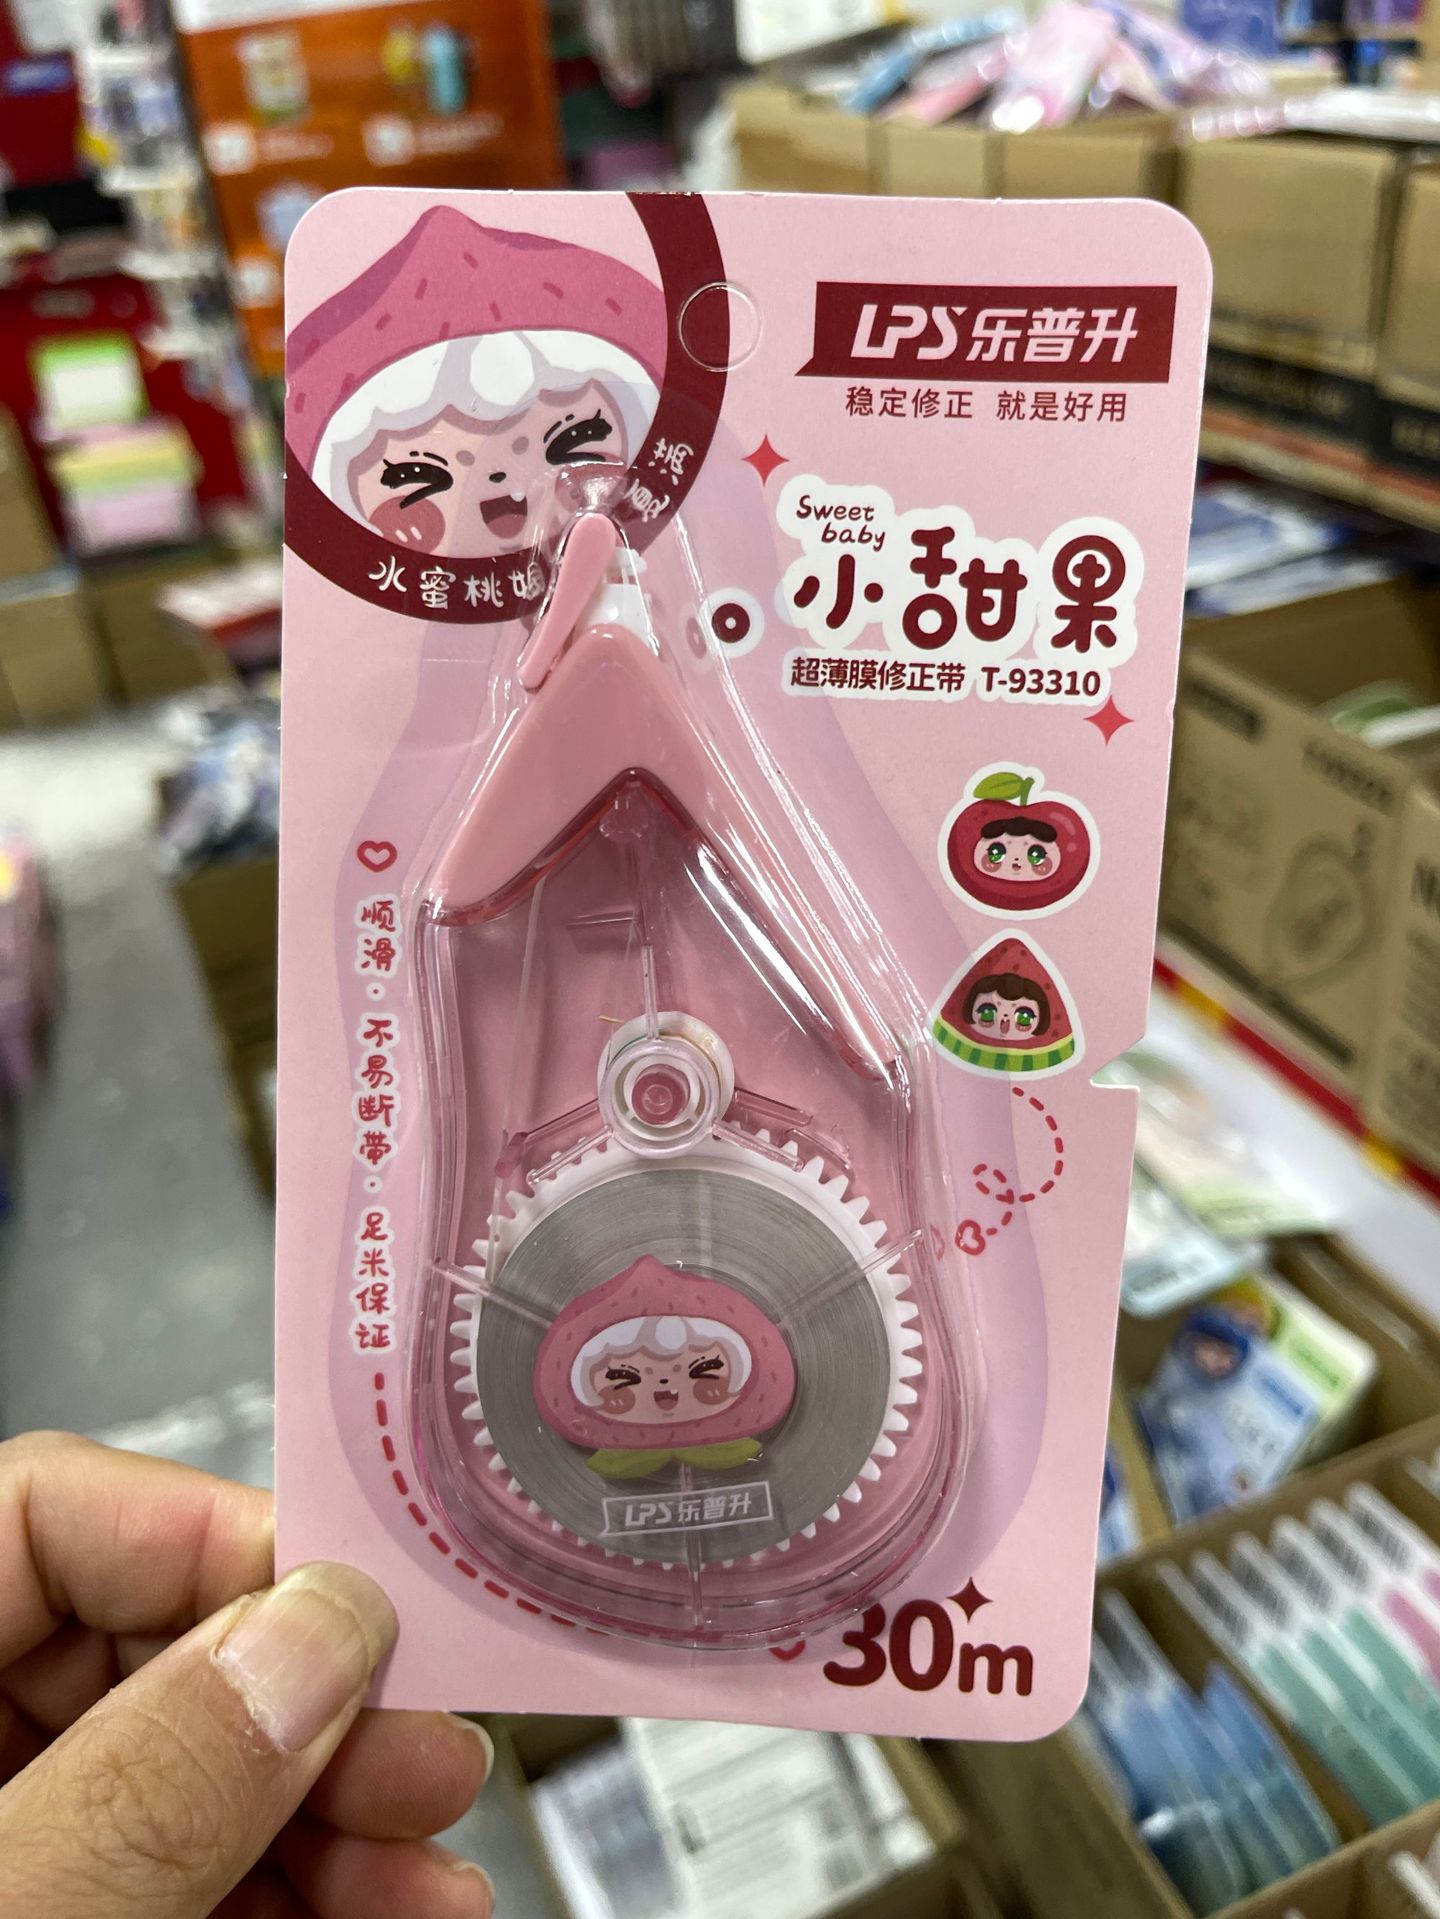 LPS乐普升
稳定修正 就是好用
Sweet
baby
小甜果
超薄膜修正带 T-93310
水蜜桃
顺滑·不易断带·足米保证
LPS乐普升
30m